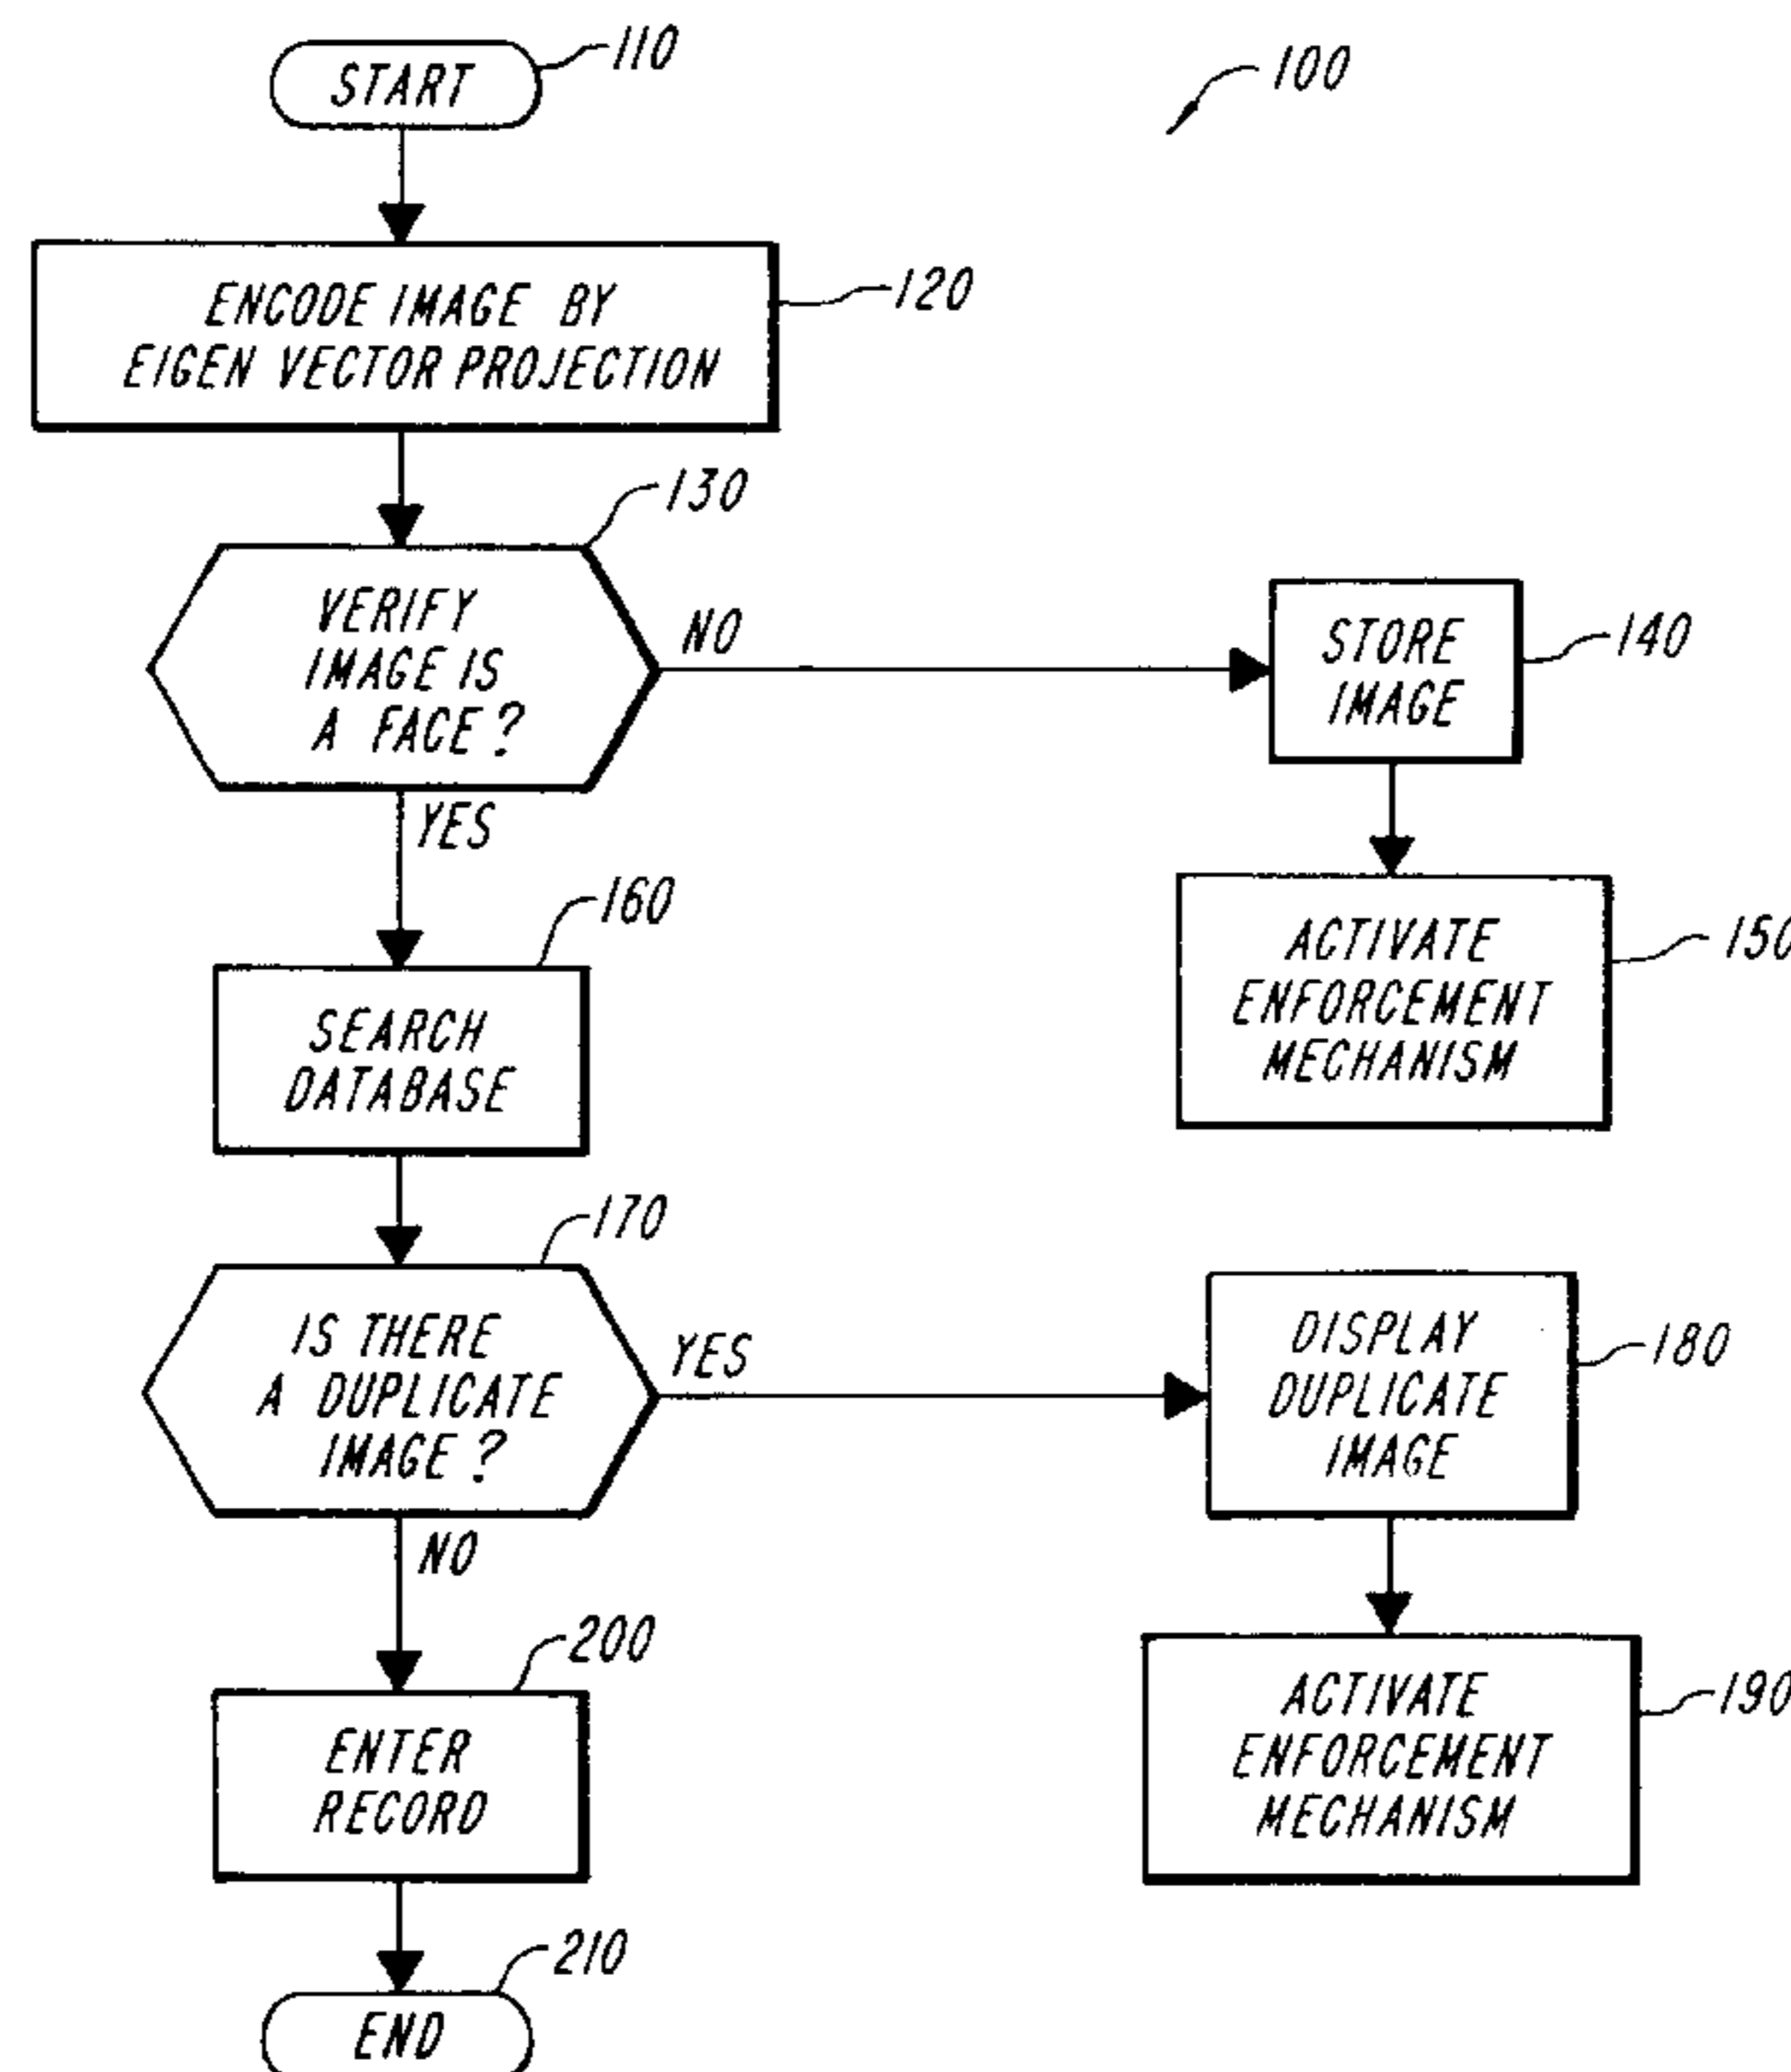 START
110
100
ENCODE IMAGE BY
EIGEN VECTOR PROJECTION
120
130
VERIFY
IMAGE IS
A FACE?
NO
STORE
IMAGE
140
YES
ACTIVATE
ENFORCEMENT
MECHANISM
150
160
SEARCH
DATABASE
170
IS THERE
A DUPLICATE
IMAGE?
YES
DISPLAY
DUPLICATE
IMAGE
180
NO
ACTIVATE
ENFORCEMENT
MECHANISM
190
200
ENTER
RECORD
210
END